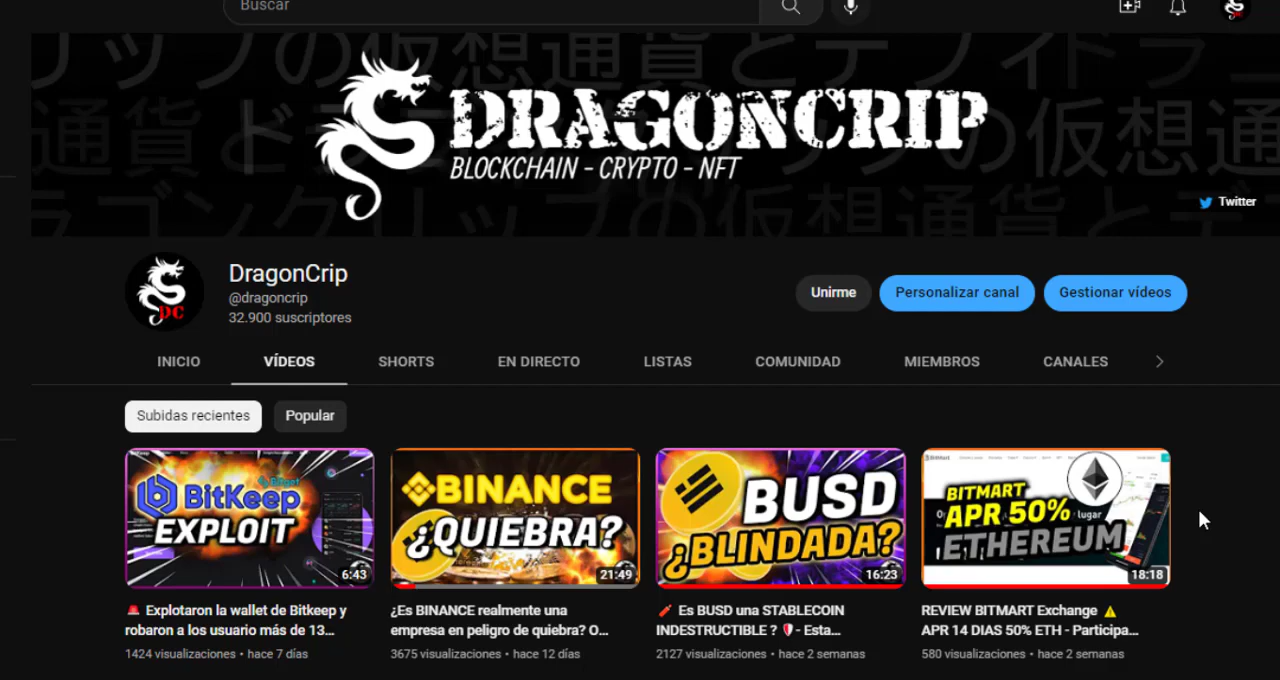 Buscar
DRAGONCRIP
BLOCKCHAIN - CRYPTO - NFT
Twitter
DC
DragonCrip
@dragoncrip
32.900 suscriptores
Unirme
Personalizar canal
Gestionar vídeos
INICIO
VÍDEOS
SHORTS
EN DIRECTO
LISTAS
COMUNIDAD
MIEMBROS
CANALES
Subidas recientes
Popular
Bitget
BitKeep
EXPLOIT
6:43
BINANCE
¿QUIEBRA?
21:49
BUSD
¿BLINDADA?
16:23
BITMART
APR 50%
lugar
ETHEREUM
18:18
🚨 Explotaron la wallet de Bitkeep y
robaron a los usuario más de 13...
1424 visualizaciones • hace 7 días
¿Es BINANCE realmente una
empresa en peligro de quiebra? O...
3675 visualizaciones • hace 12 días
🧨 Es BUSD una STABLECOIN
INDESTRUCTIBLE ? 🛡 - Esta...
2127 visualizaciones • hace 2 semanas
REVIEW BITMART Exchange ⚠️
APR 14 DIAS 50% ETH - Participa...
580 visualizaciones • hace 2 semanas